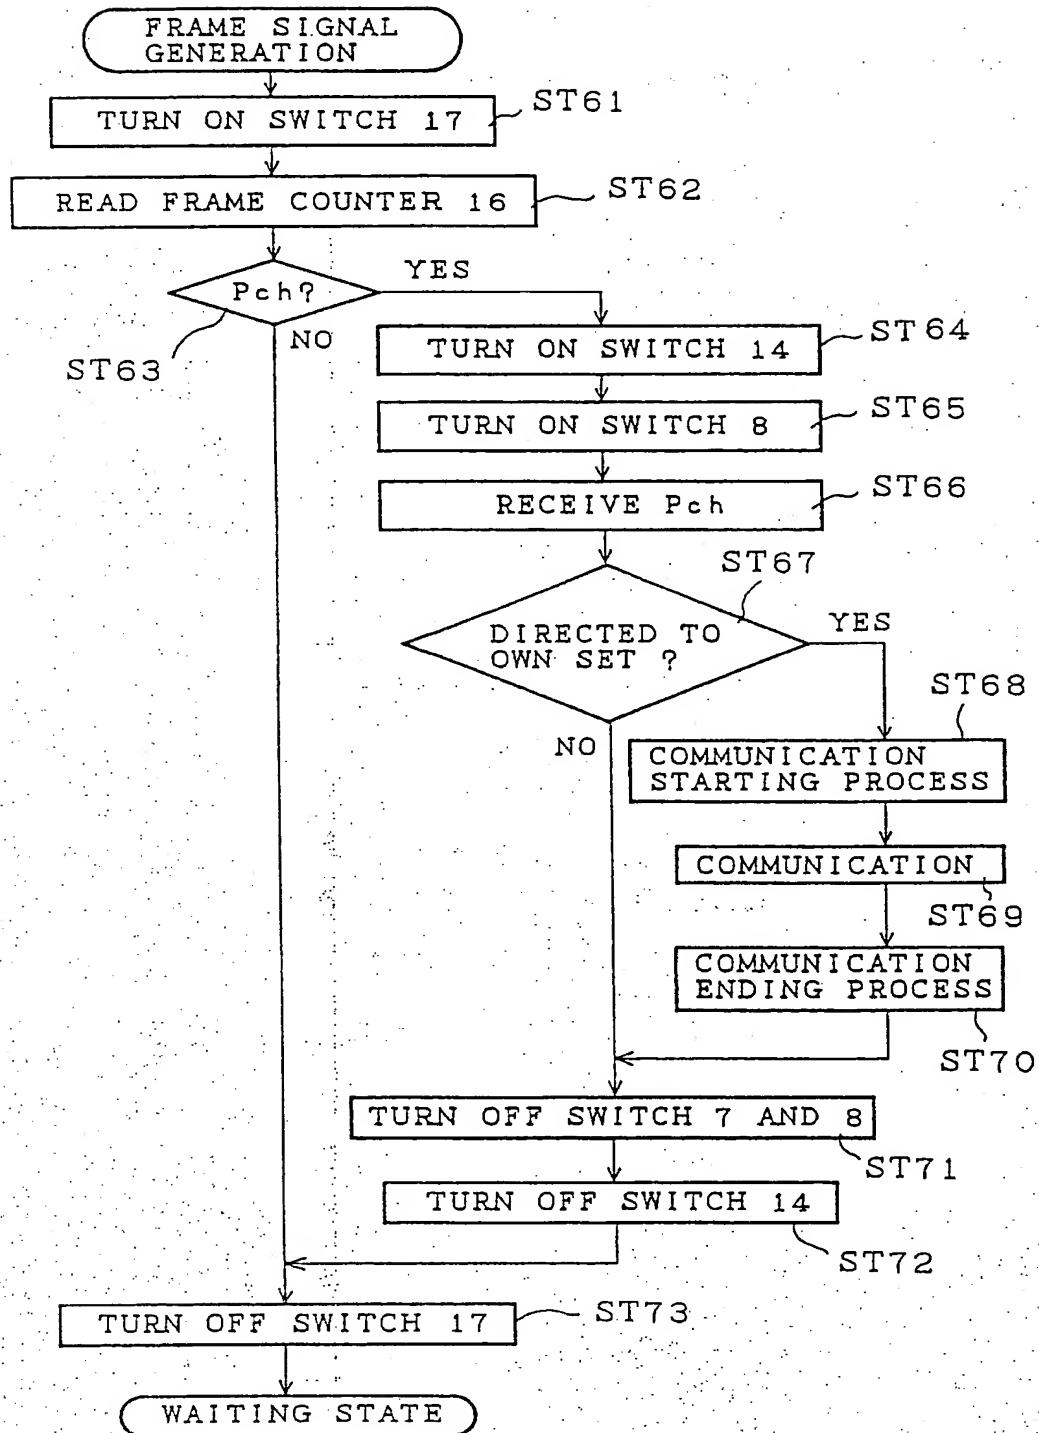 FRAME SIGNAL
GENERATION
ST61
TURN ON SWITCH 17
ST62
READ FRAME COUNTER 16
YES
Pch?
NO
ST63
ST64
TURN ON SWITCH 14
ST65
TURN ON SWITCH 8
ST66
RECEIVE Pch
ST67
DIRECTED TO
OWN SET ?
YES
NO
ST68
COMMUNICATION
STARTING PROCESS
COMMUNICATION
ST69
COMMUNICATION
ENDING PROCESS
ST70
TURN OFF SWITCH 7 AND 8
ST71
TURN OFF SWITCH 14
ST72
ST73
TURN OFF SWITCH 17
WAITING STATE